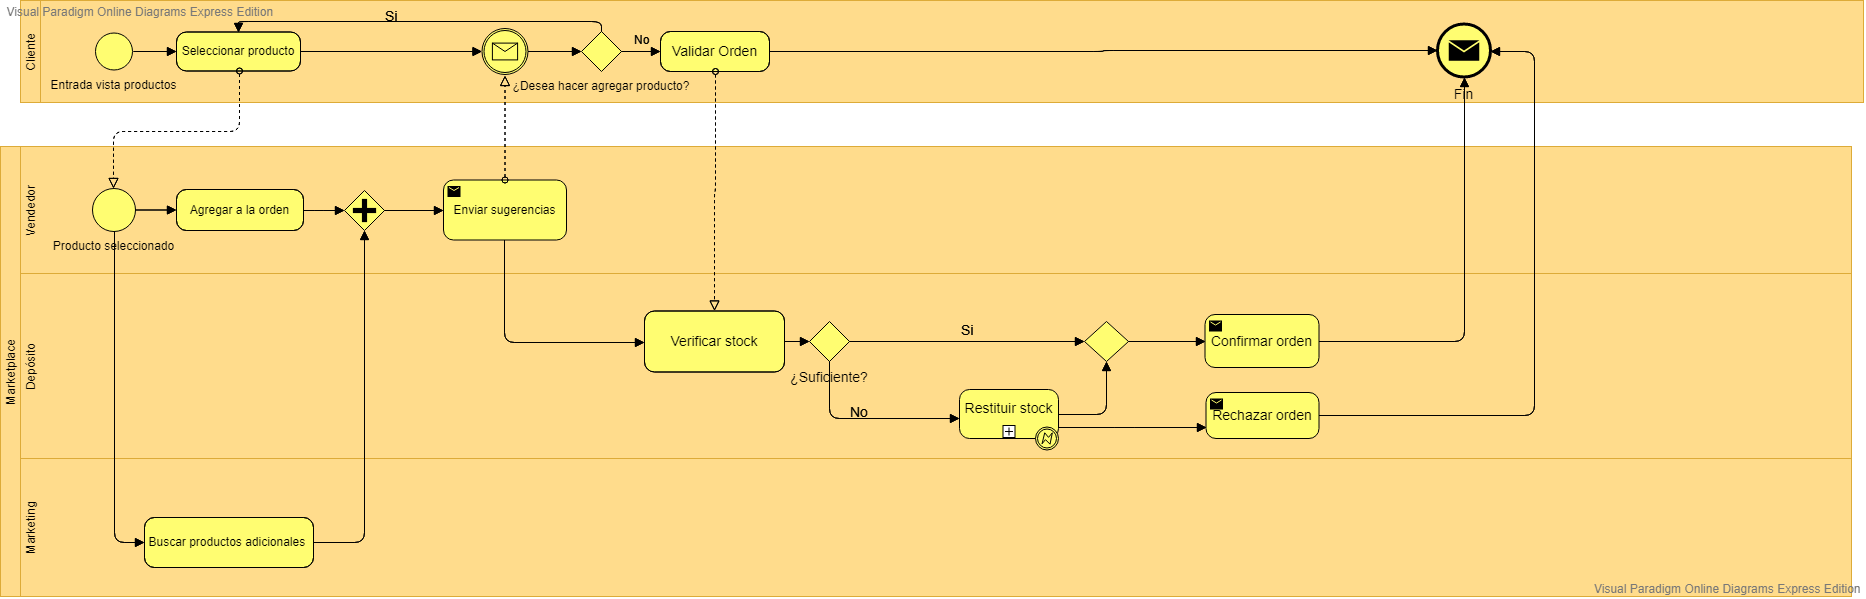 Visual Paradigm Online Diagrams Express Edition
Cliente
Entrada vista productos
Seleccionar producto
Si
¿Desea hacer agregar producto?
No
Validar Orden
Fin
Marketplace
Vendedor
Producto seleccionado
Agregar a la orden
Enviar sugerencias
Depósito
Verificar stock
¿Suficiente?
Si
No
Restituir stock
Confirmar orden
Rechazar orden
Marketing
Buscar productos adicionales
Visual Paradigm Online Diagrams Express Edition